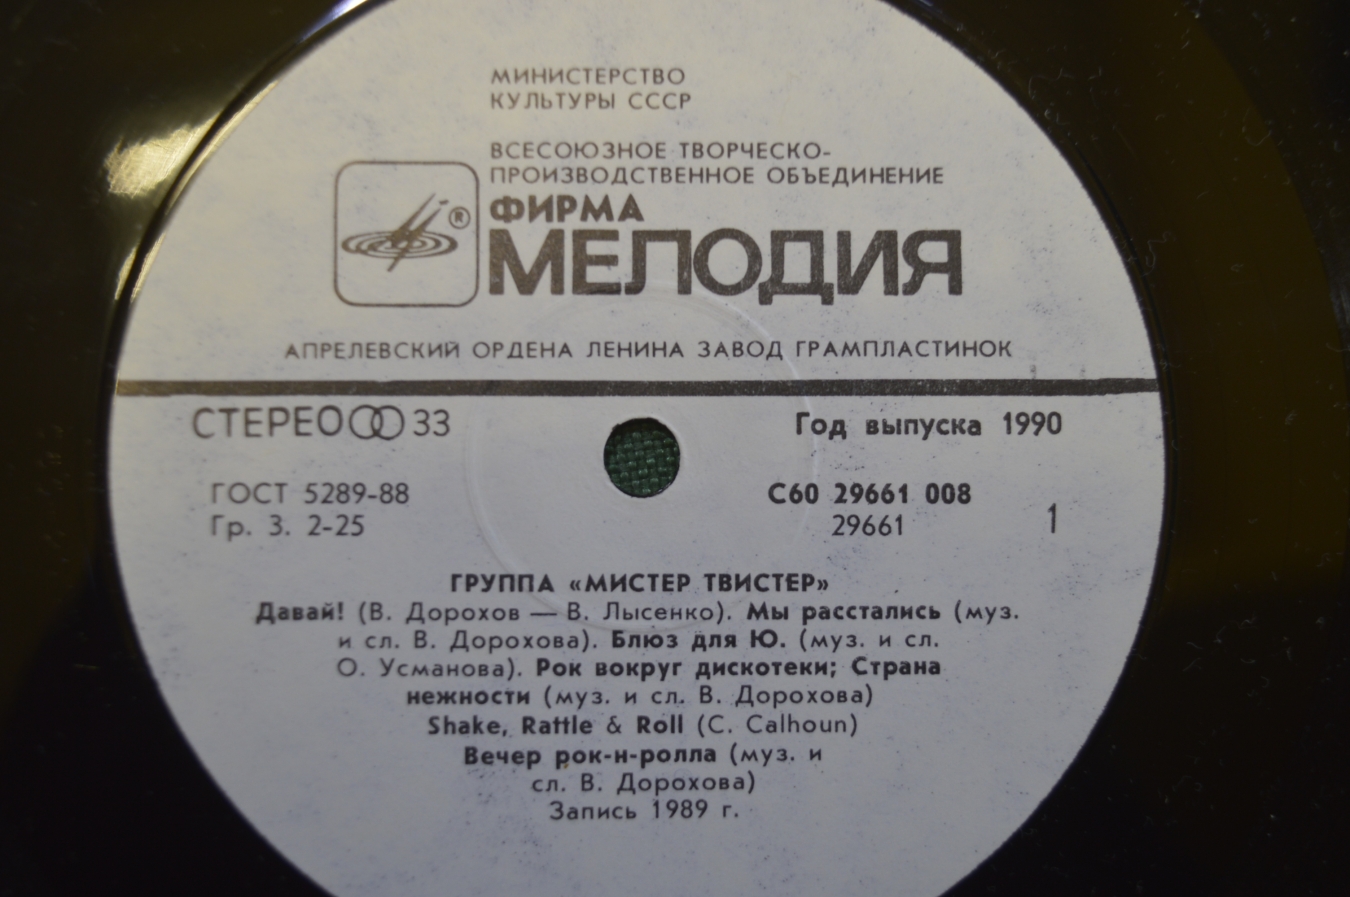 МИНИСТЕРСТВО
КУЛЬТУРЫ СССР
ВСЕСОЮЗНОЕ ТВОРЧЕСКО-
ПРОИЗВОДСТВЕННОЕ ОБЪЕДИНЕНИЕ
ФИРМА
®
МЕЛОДИЯ
АПРЕЛЕВСКИЙ ОРДЕНА ЛЕНИНА ЗАВОД ГРАМПЛАСТИНОК
СТЕРЕО 33
Год выпуска 1990
ГОСТ 5289-88
Гр. 3. 2-25
С60 29661 008
29661
1
ГРУППА «МИСТЕР ТВИСТЕР»
Давай! (В. Дорохов — В. Лысенко). Мы расстались (муз.
и сл. В. Дорохова). Блюз для Ю. (муз. и сл.
О. Усманова). Рок вокруг дискотеки; Страна
нежности (муз. и сл. В. Дорохова)
Shake, Rattle & Roll (C. Calhoun)
Вечер рок-н-ролла (муз. и
сл. В. Дорохова)
Запись 1989 г.